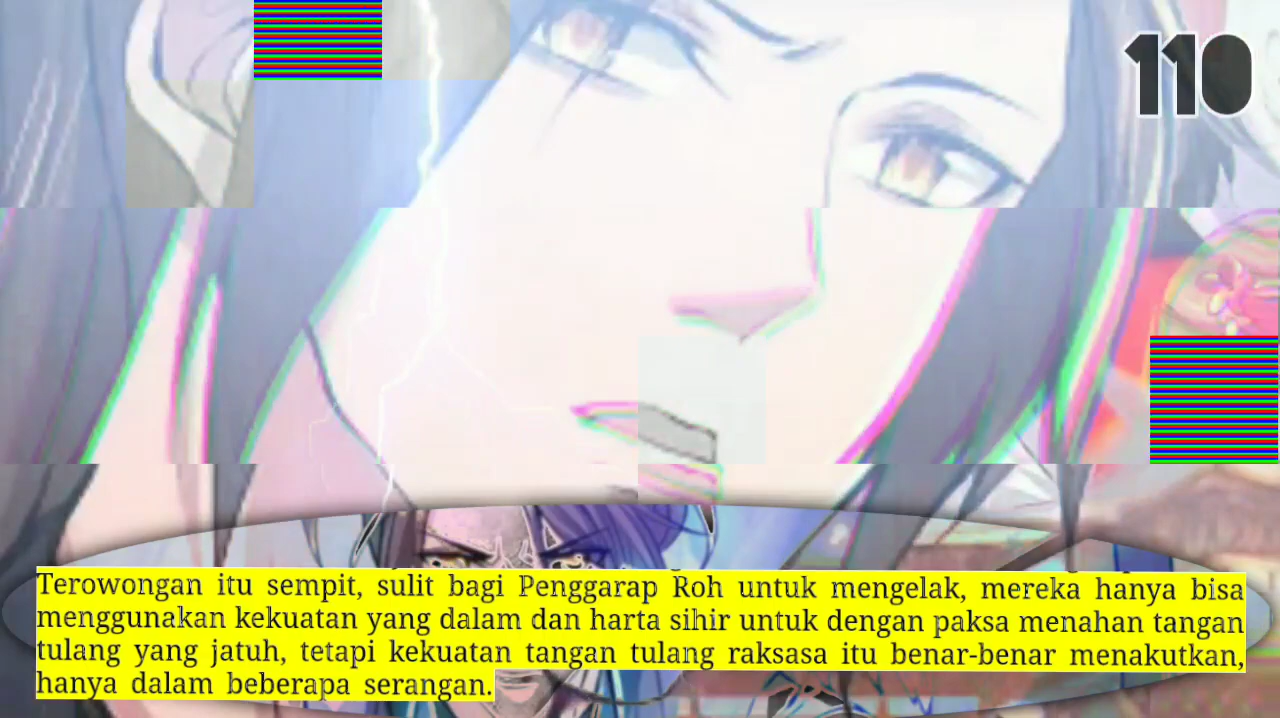 110
Terowongan itu sempit, sulit bagi Penggarap Roh untuk mengelak, mereka hanya bisa
menggunakan kekuatan yang dalam dan harta sihir untuk dengan paksa menahan tangan
tulang yang jatuh, tetapi kekuatan tangan tulang raksasa itu benar-benar menakutkan,
hanya dalam beberapa serangan.